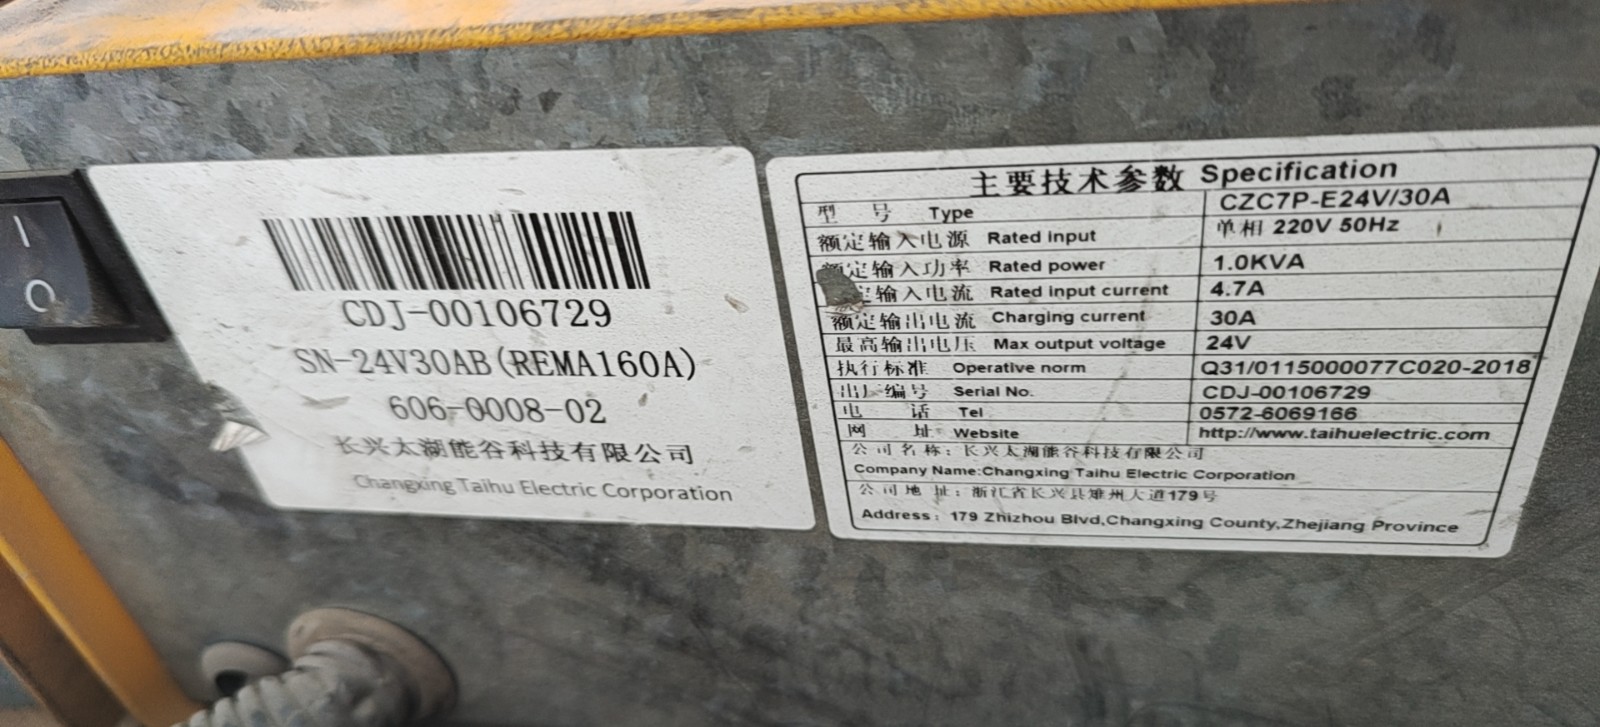 I
O
CDJ-00106729
SN-24V30AB(REMA160A)
606-0008-02
长兴太湖能谷科技有限公司
Changxing Taihu Electric Corporation
主要技术参数 Specification
型 号 Type CZC7P-E24V/30A
额定输入电源 Rated input 单相 220V 50Hz
额定输入功率 Rated power 1.0KVA
定输入电流 Rated input current 4.7A
额定输出电流 Charging current 30A
最高输出电压 Max output voltage 24V
执行标准 Operative norm Q31/0115000077C020-2018
出厂编号 Serial No. CDJ-00106729
电 话 Tel 0572-6069166
网 址 Website http://www.taihuelectric.com
公司名称：长兴太湖能谷科技有限公司
Company Name:Changxing Taihu Electric Corporation
公司地 址：浙江省长兴县雉州大道179号
Address：179 Zhizhou Blvd,Changxing County,Zhejiang Province